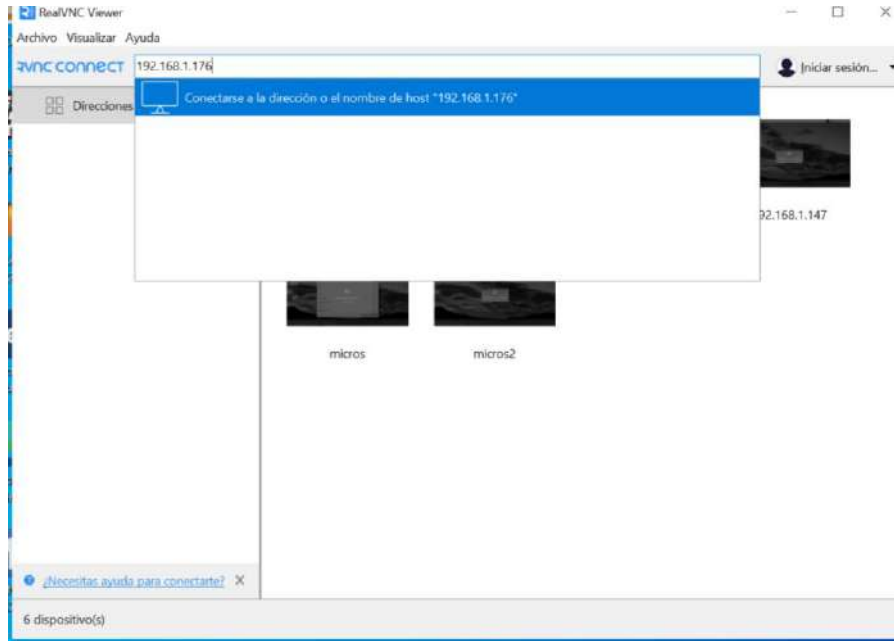 RealVNC Viewer
Archivo Visualizar Ayuda
RVNC CONNECT 192.168.1.176 Iniciar sesión...
Direcciones
Conectarse a la dirección o el nombre de host "192.168.1.176"
92.168.1.147
micros micros2
¿Necesitas ayuda para conectarte? X
6 dispositivo(s)